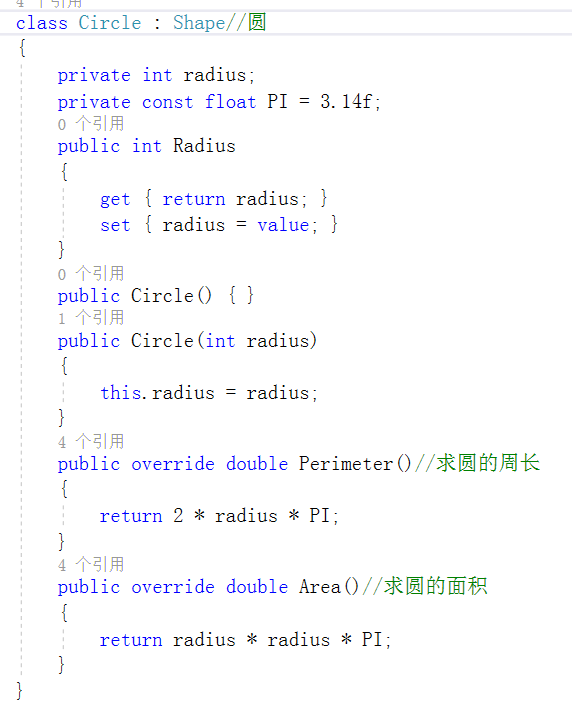 4 个引用
class Circle : Shape//圆
{
private int radius;
private const float PI = 3.14f;
0 个引用
public int Radius
{
get { return radius; }
set { radius = value; }
}
0 个引用
public Circle() { }
1 个引用
public Circle(int radius)
{
this.radius = radius;
}
4 个引用
public override double Perimeter()//求圆的周长
{
return 2 * radius * PI;
}
4 个引用
public override double Area()//求圆的面积
{
return radius * radius * PI;
}
}